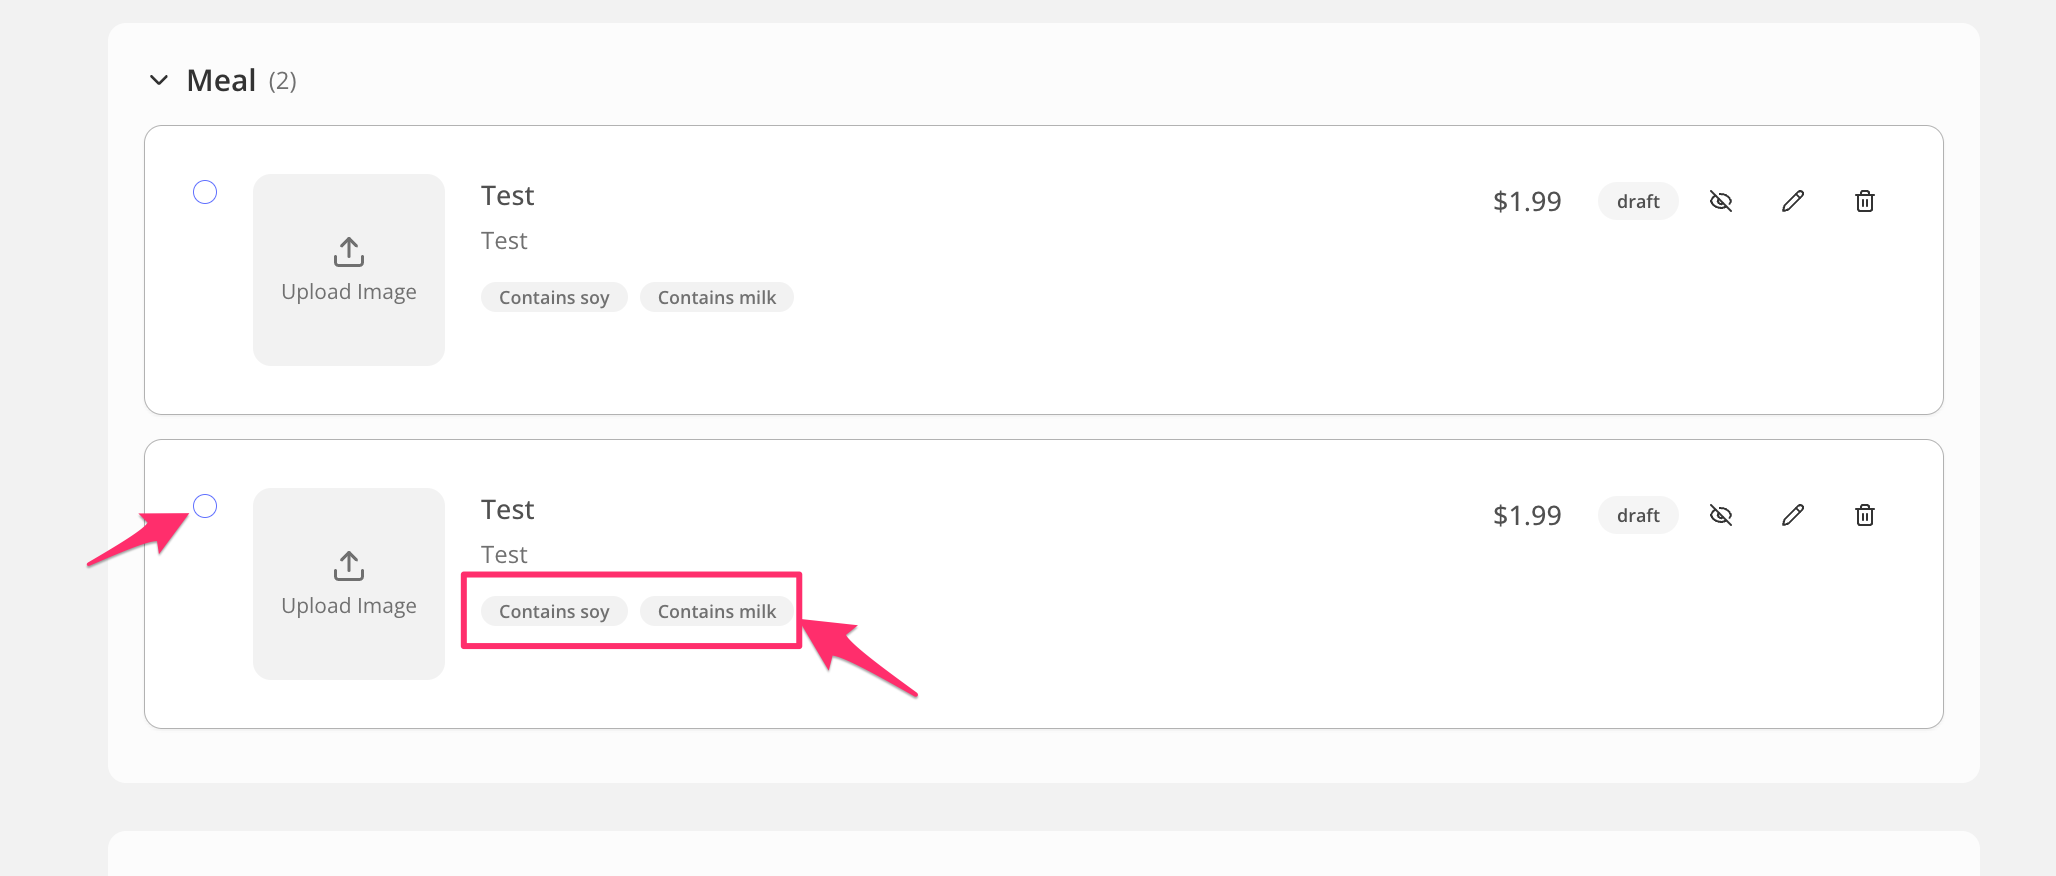 Meal (2)
Test
$1.99 draft
Test
Upload Image
Contains soy Contains milk
Test
$1.99 draft
Test
Upload Image
Contains soy Contains milk